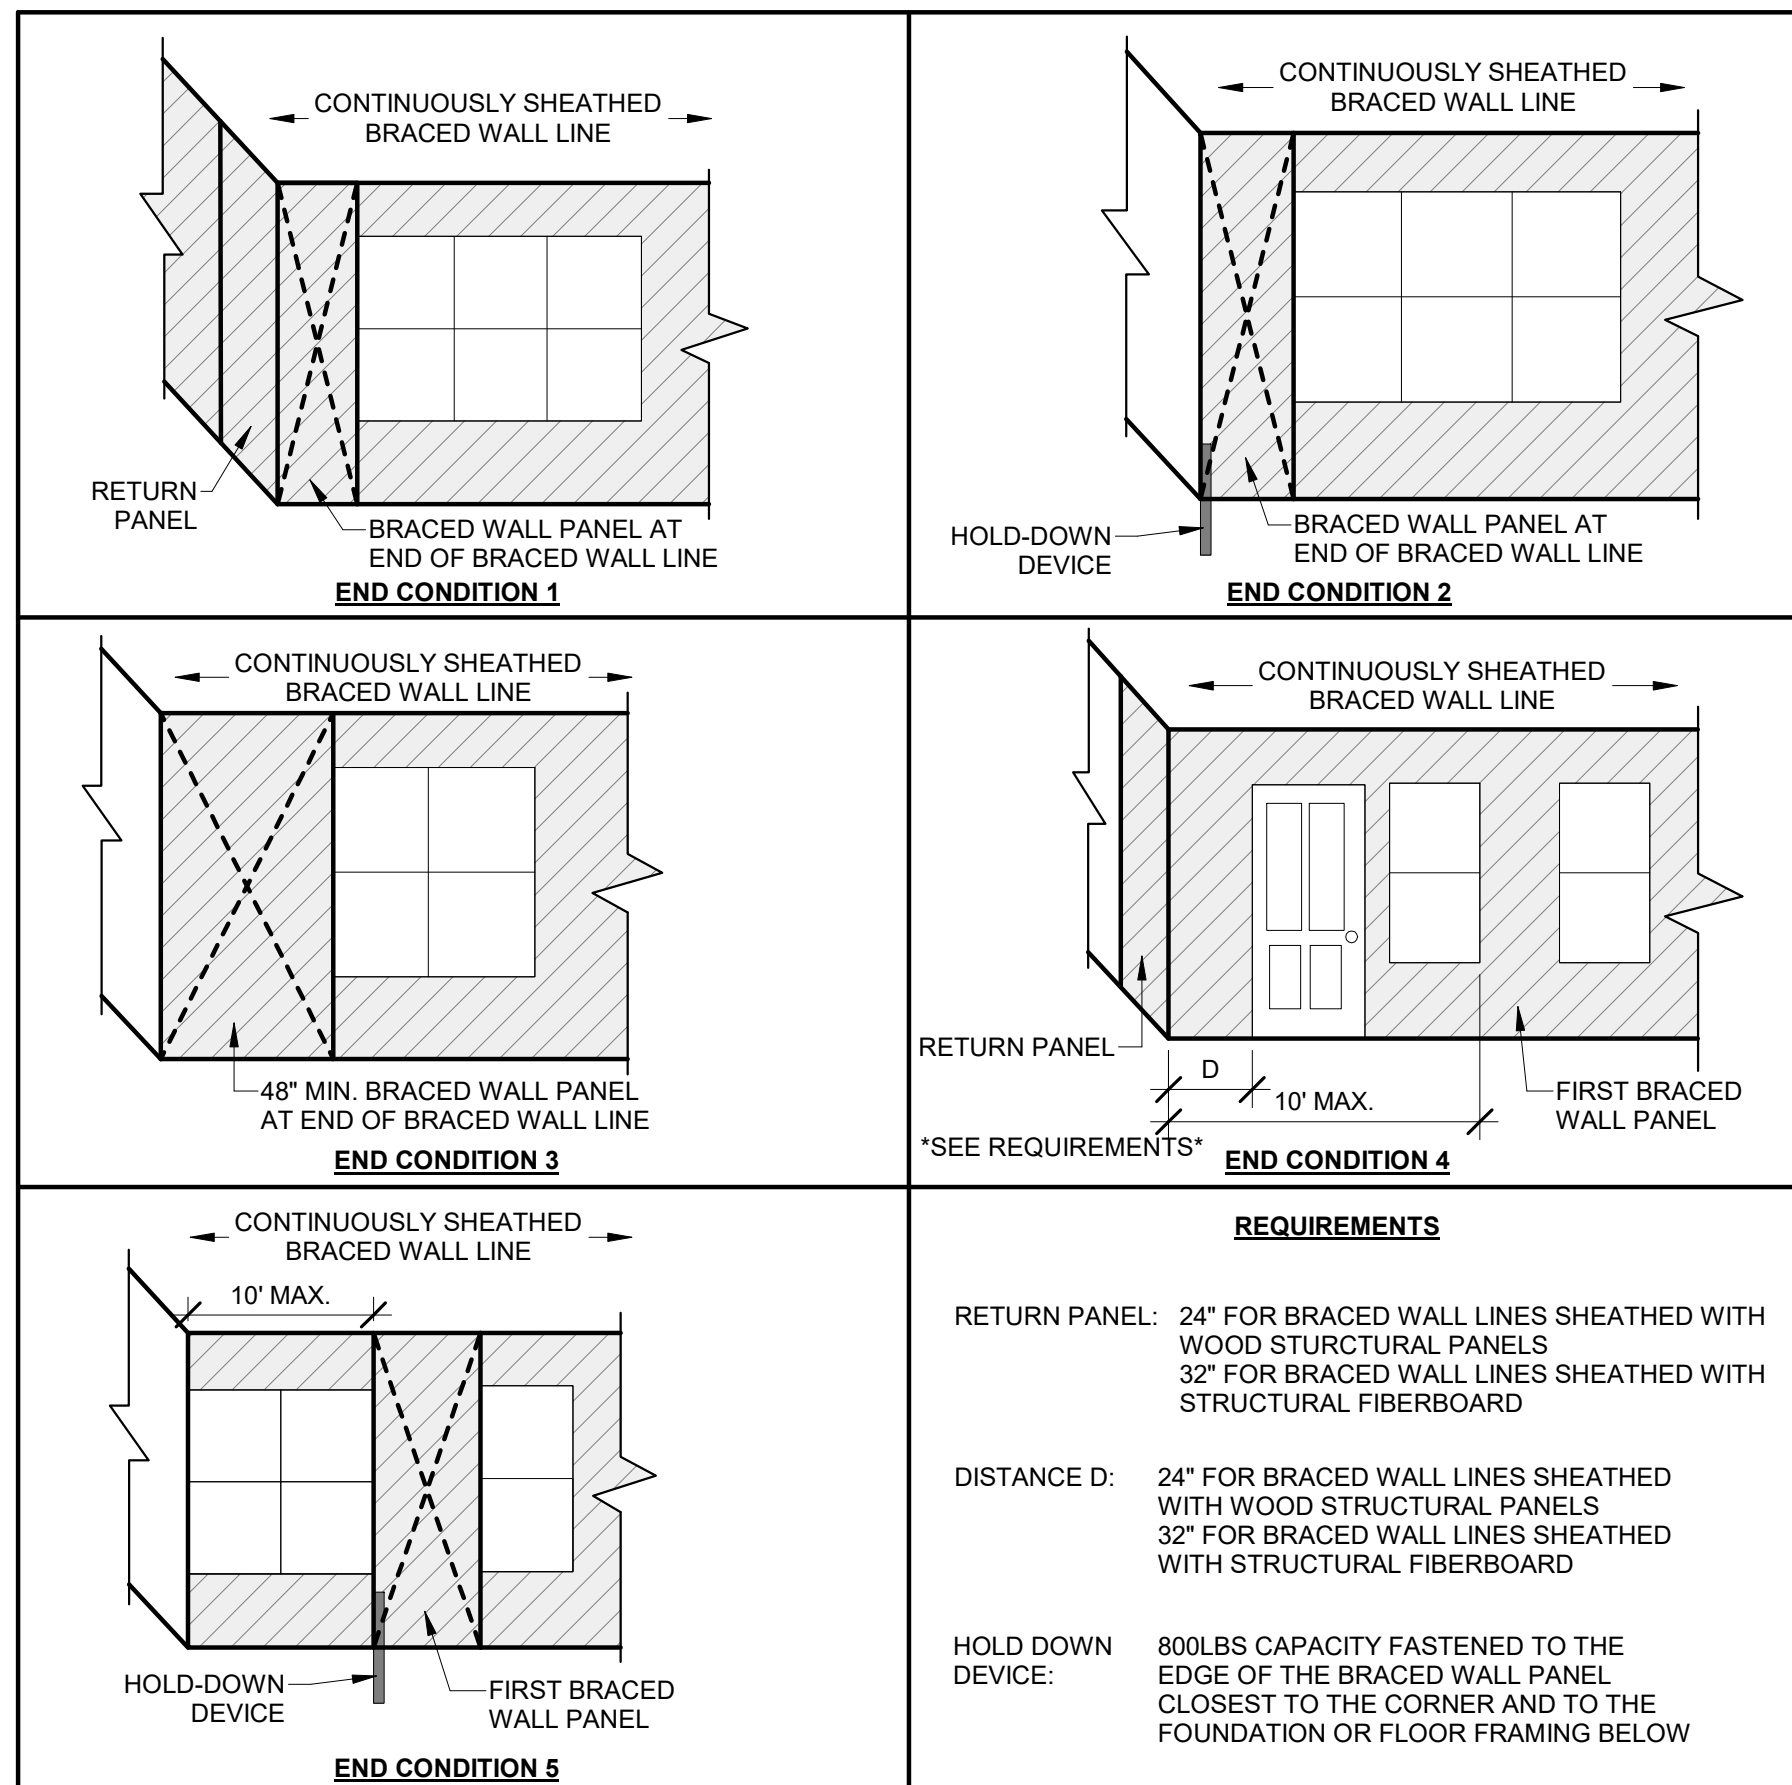 CONTINUOUSLY SHEATHED
BRACED WALL LINE
RETURN
PANEL
BRACED WALL PANEL AT
END OF BRACED WALL LINE
END CONDITION 1
CONTINUOUSLY SHEATHED
BRACED WALL LINE
HOLD-DOWN
DEVICE
BRACED WALL PANEL AT
END OF BRACED WALL LINE
END CONDITION 2
CONTINUOUSLY SHEATHED
BRACED WALL LINE
48" MIN. BRACED WALL PANEL
AT END OF BRACED WALL LINE
END CONDITION 3
CONTINUOUSLY SHEATHED
BRACED WALL LINE
RETURN PANEL
D
10' MAX.
FIRST BRACED
WALL PANEL
*SEE REQUIREMENTS*
END CONDITION 4
CONTINUOUSLY SHEATHED
BRACED WALL LINE
10' MAX.
HOLD-DOWN
DEVICE
FIRST BRACED
WALL PANEL
END CONDITION 5
REQUIREMENTS
RETURN PANEL: 24" FOR BRACED WALL LINES SHEATHED WITH
WOOD STURCTURAL PANELS
32" FOR BRACED WALL LINES SHEATHED WITH
STRUCTURAL FIBERBOARD
DISTANCE D: 24" FOR BRACED WALL LINES SHEATHED
WITH WOOD STRUCTURAL PANELS
32" FOR BRACED WALL LINES SHEATHED
WITH STRUCTURAL FIBERBOARD
HOLD DOWN 800LBS CAPACITY FASTENED TO THE
DEVICE: EDGE OF THE BRACED WALL PANEL
CLOSEST TO THE CORNER AND TO THE
FOUNDATION OR FLOOR FRAMING BELOW